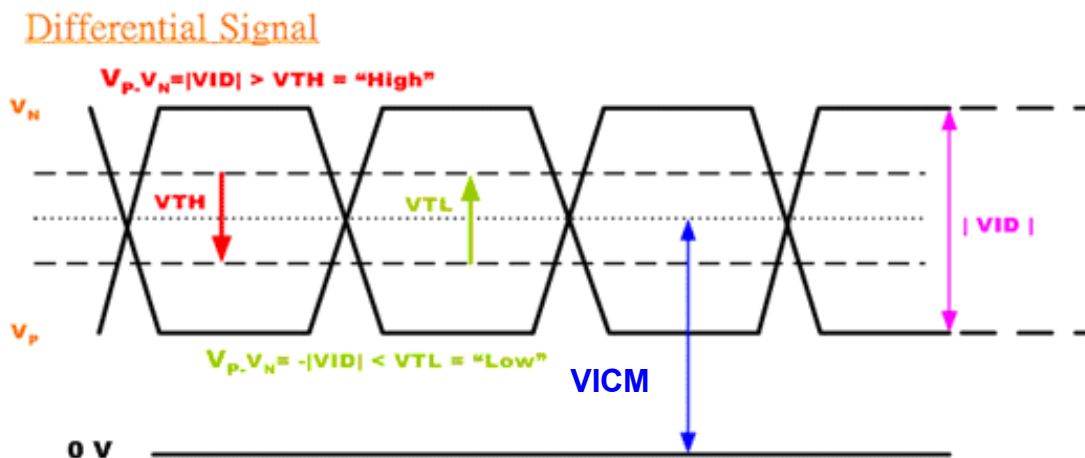 Differential Signal
VP-VN=|VID| > VTH = “High”
VN
VTH
VTL
| VID |
VP
VP-VN= -|VID| < VTL = “Low”
VICM
0 V